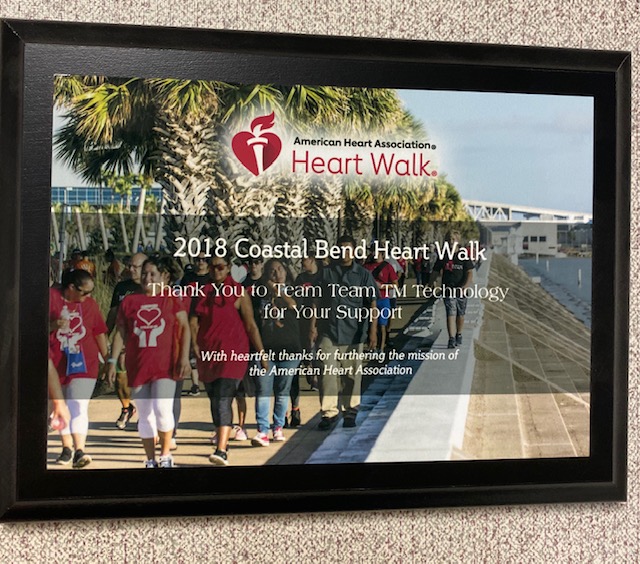 American Heart Association®
Heart Walk®
2018 Coastal Bend Heart Walk
Thank You to Team Team TM Technology
for Your Support
With heartfelt thanks for furthering the mission of
the American Heart Association